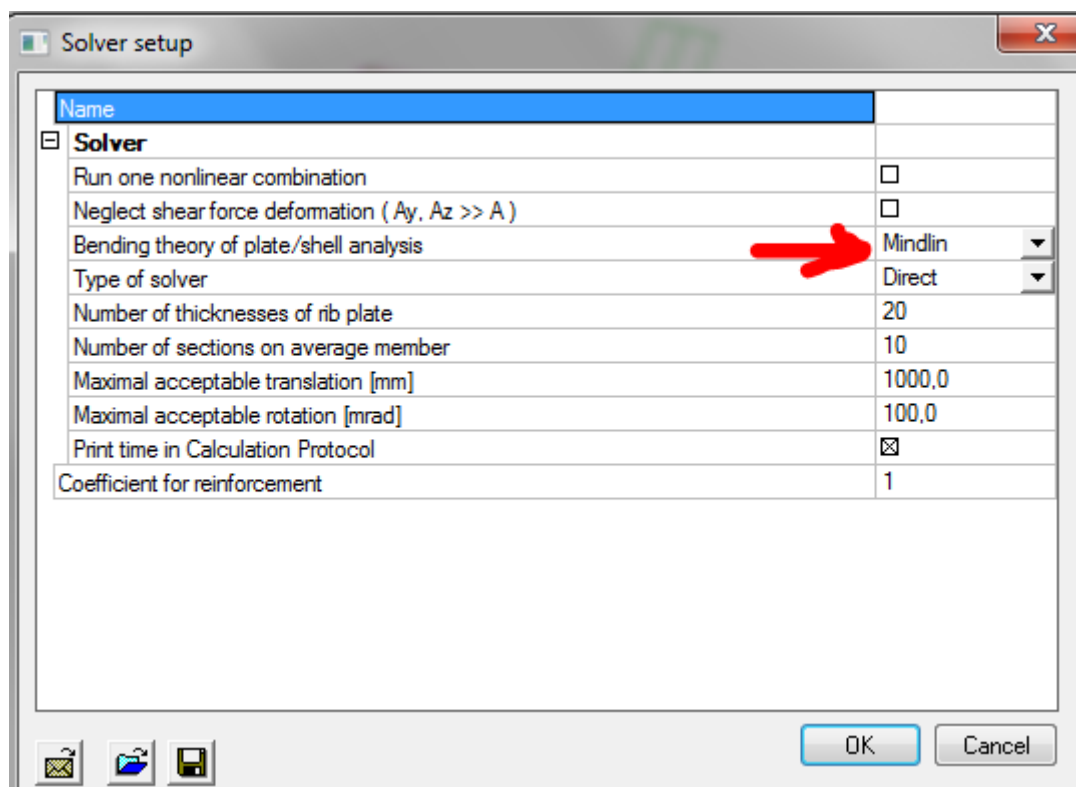 Solver setup
Name
Solver
Run one nonlinear combination
Neglect shear force deformation ( Ay, Az >> A )
Bending theory of plate/shell analysis Mindlin
Type of solver Direct
Number of thicknesses of rib plate 20
Number of sections on average member 10
Maximal acceptable translation [mm] 1000,0
Maximal acceptable rotation [mrad] 100,0
Print time in Calculation Protocol
Coefficient for reinforcement 1
OK Cancel